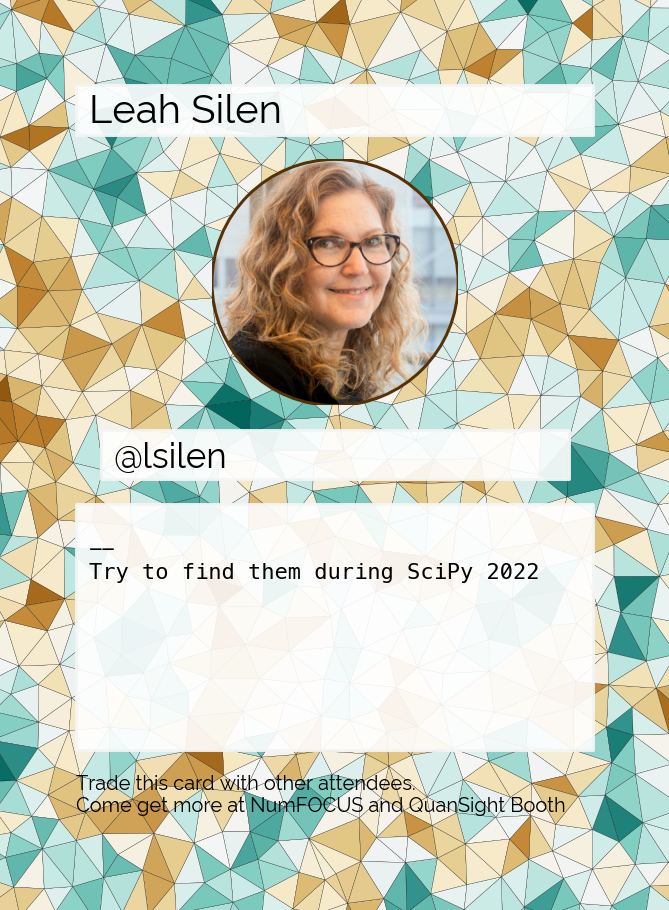 Leah Silen
@lsilen
__
Try to find them during SciPy 2022
Trade this card with other attendees.
Come get more at NumFOCUS and QuanSight Booth